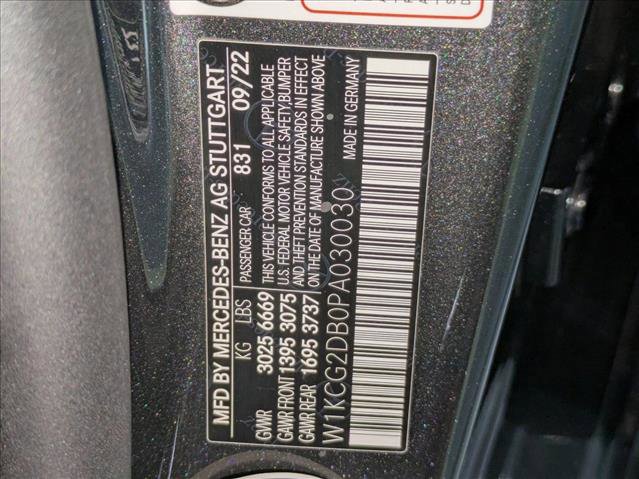 MFD BY MERCEDES-BENZ AG STUTTGART
KG LBS PASSENGER CAR 831 09/22
GVWR 3025 6669
GAWR FRONT 1395 3075
GAWR REAR 1695 3737
THIS VEHICLE CONFORMS TO ALL APPLICABLE
U.S. FEDERAL MOTOR VEHICLE SAFETY, BUMPER
AND THEFT PREVENTION STANDARDS IN EFFECT
ON THE DATE OF MANUFACTURE SHOWN ABOVE
W1KCG2DB0PA030030
MADE IN GERMANY